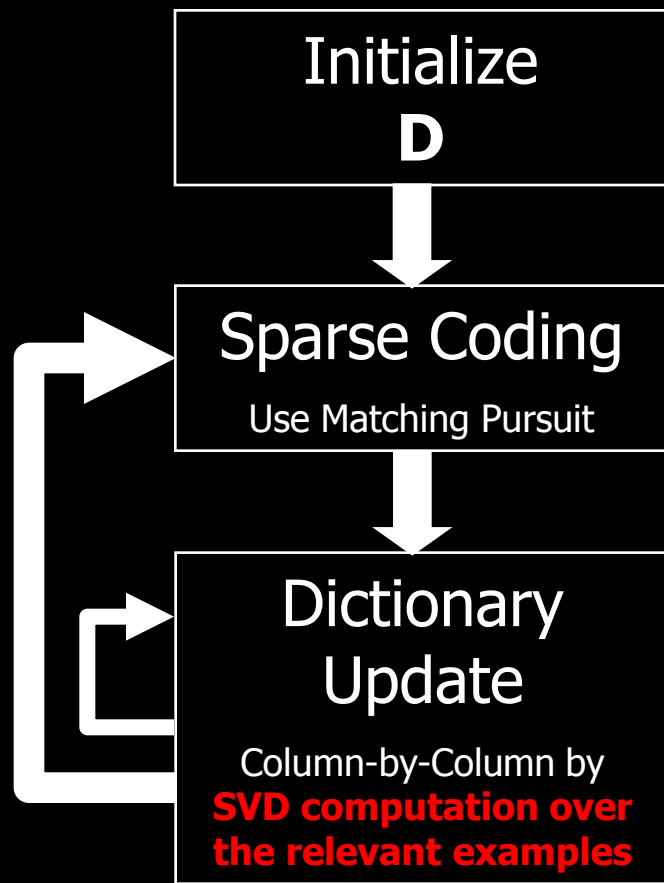 Initialize
D
Sparse Coding
Use Matching Pursuit
Dictionary
Update
Column-by-Column by
SVD computation over
the relevant examples